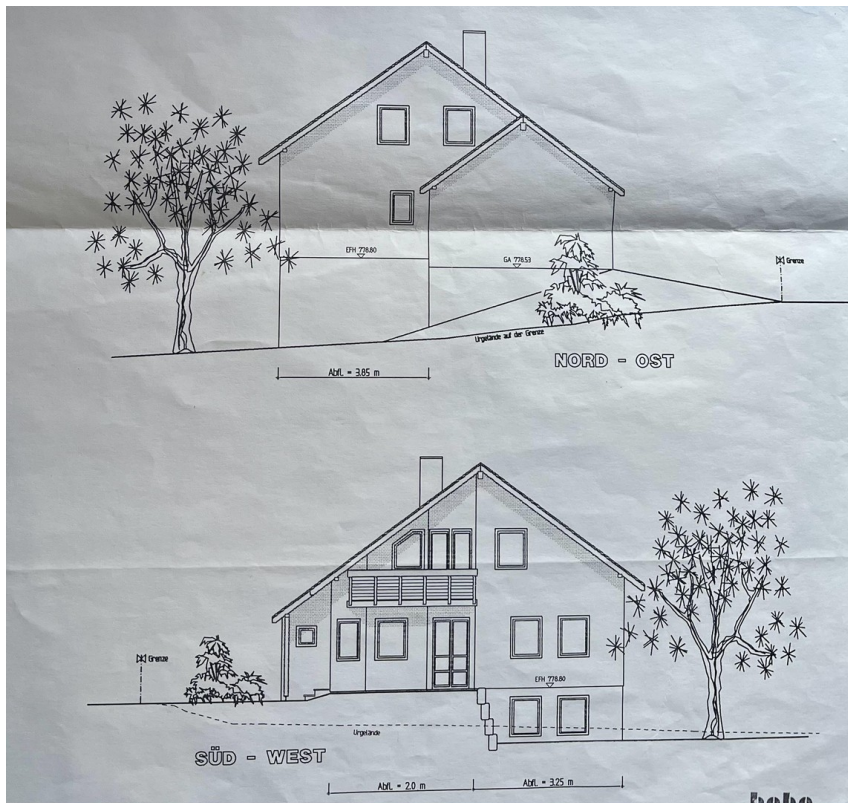 EFH 778.80
GA 778.53
Grenze
Urgelände auf der Grenze
NORD - OST
Abfl. = 3.85 m
Grenze
EFH 778.80
Urgelände
SÜD - WEST
Abfl. = 2.0 m
Abfl. = 3.25 m